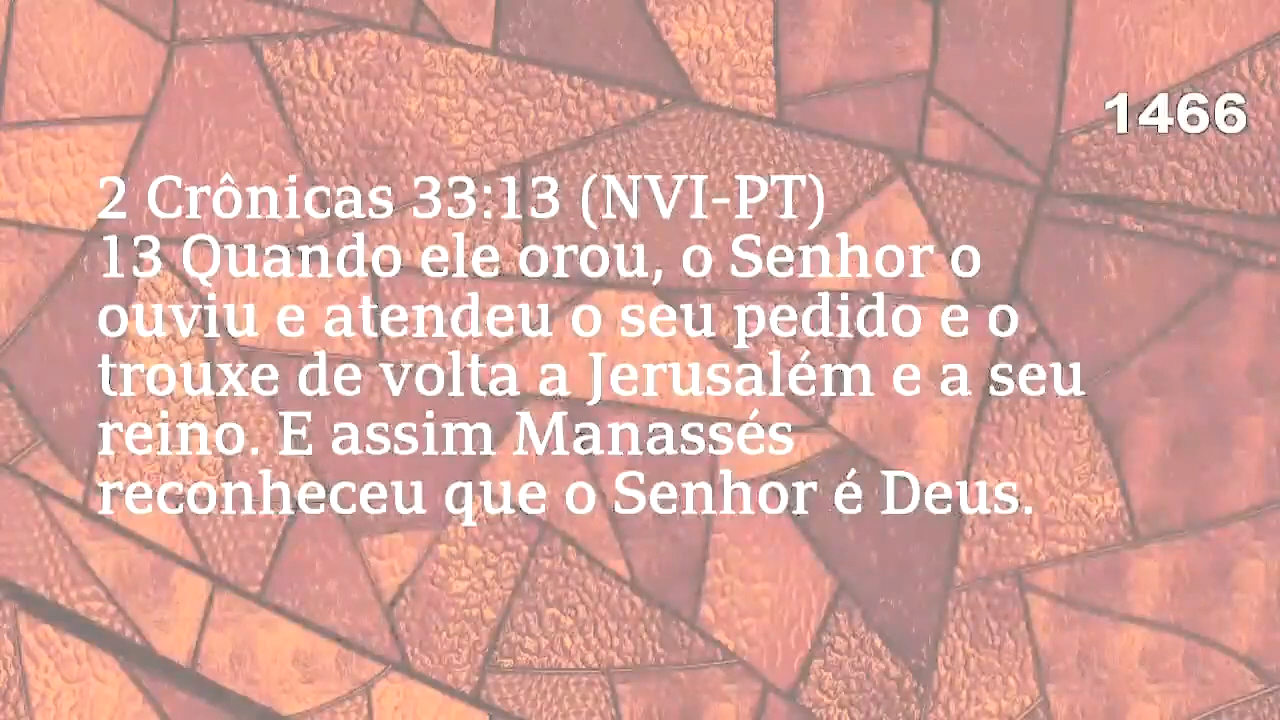 1466
2 Crônicas 33:13 (NVI-PT)
13 Quando ele orou, o Senhor o
ouviu e atendeu o seu pedido e o
trouxe de volta a Jerusalém e a seu
reino. E assim Manassés
reconheceu que o Senhor é Deus.